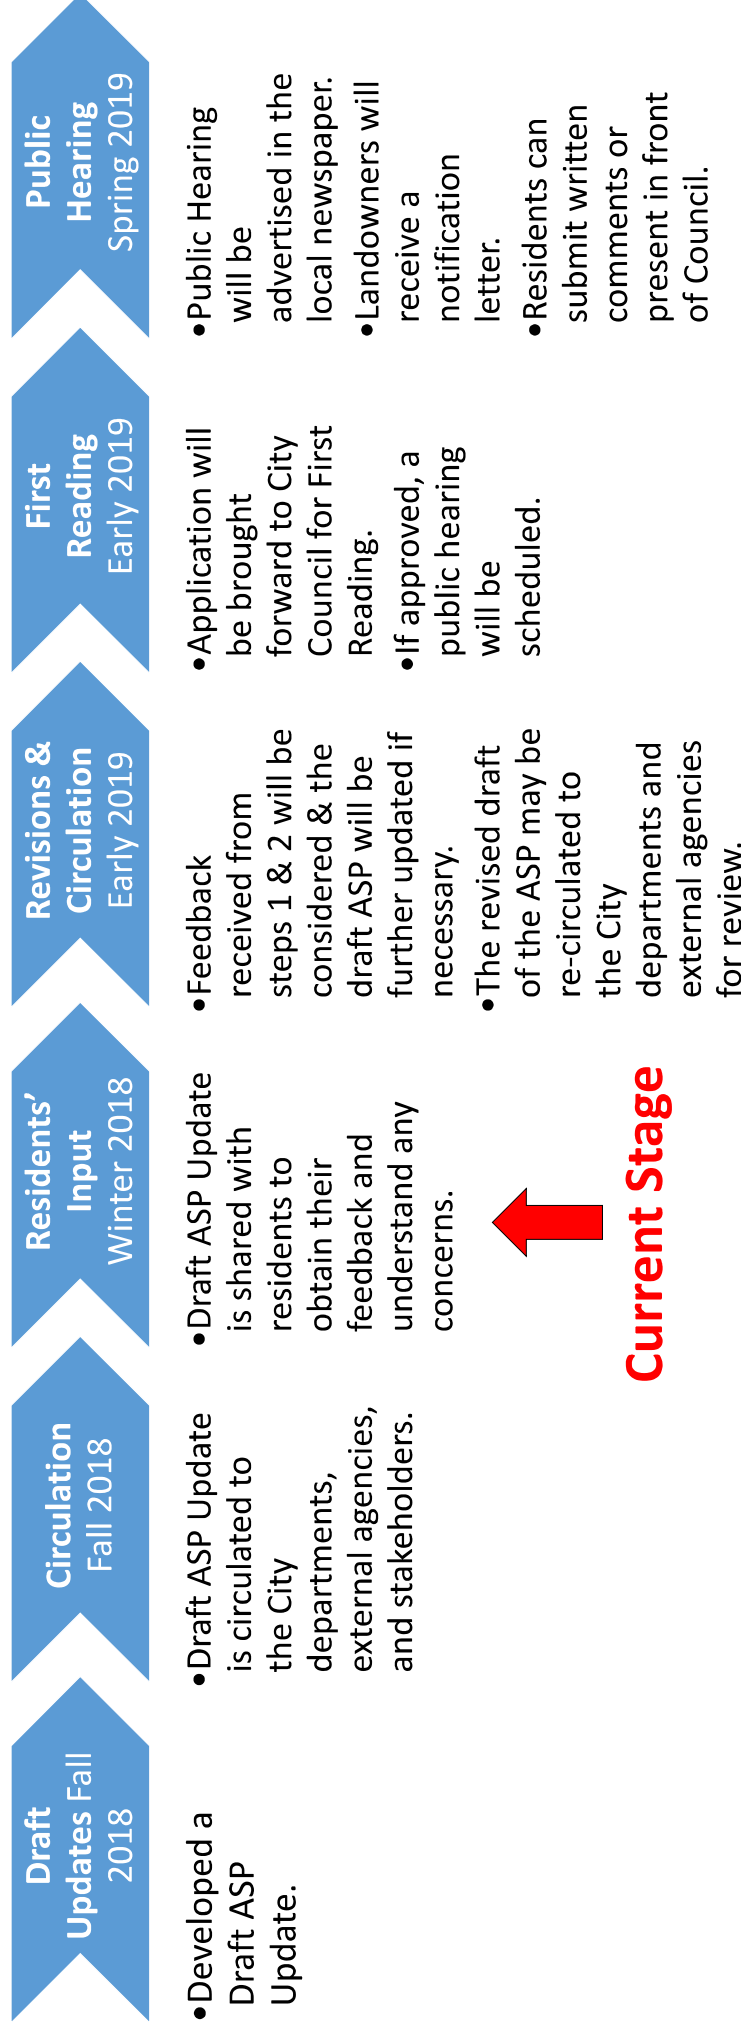 Draft
Updates Fall
2018
•Developed a
Draft ASP
Update.
Circulation
Fall 2018
•Draft ASP Update
is circulated to
the City
departments,
external agencies,
and stakeholders.
Residents’
Input
Winter 2018
•Draft ASP Update
is shared with
residents to
obtain their
feedback and
understand any
concerns.
Current Stage
Revisions &
Circulation
Early 2019
•Feedback
received from
steps 1 & 2 will be
considered & the
draft ASP will be
further updated if
necessary.
•The revised draft
of the ASP may be
re-circulated to
the City
departments and
external agencies
for review.
First
Reading
Early 2019
•Application will
be brought
forward to City
Council for First
Reading.
•If approved, a
public hearing
will be
scheduled.
Public
Hearing
Spring 2019
•Public Hearing
will be
advertised in the
local newspaper.
•Landowners will
receive a
notification
letter.
•Residents can
submit written
comments or
present in front
of Council.